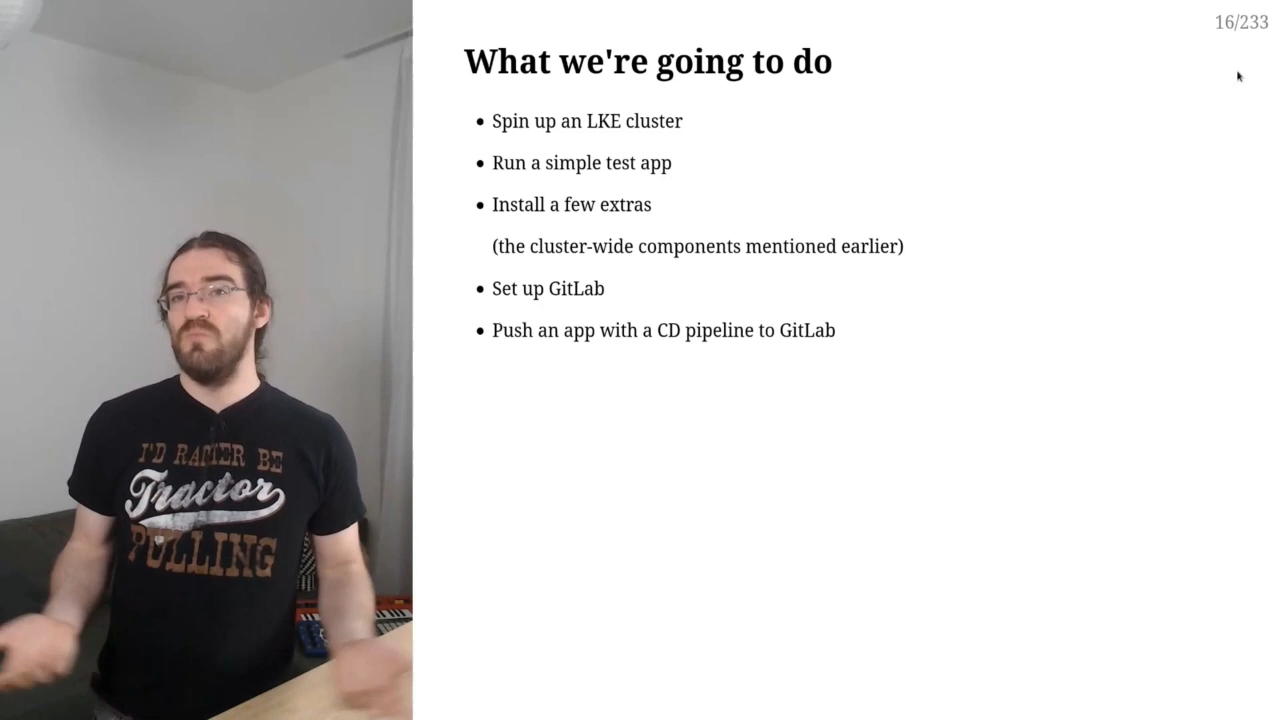 16/233
What we're going to do
• Spin up an LKE cluster
• Run a simple test app
• Install a few extras
(the cluster-wide components mentioned earlier)
• Set up GitLab
• Push an app with a CD pipeline to GitLab
I'D RATHER BE
Tractor
PULLING